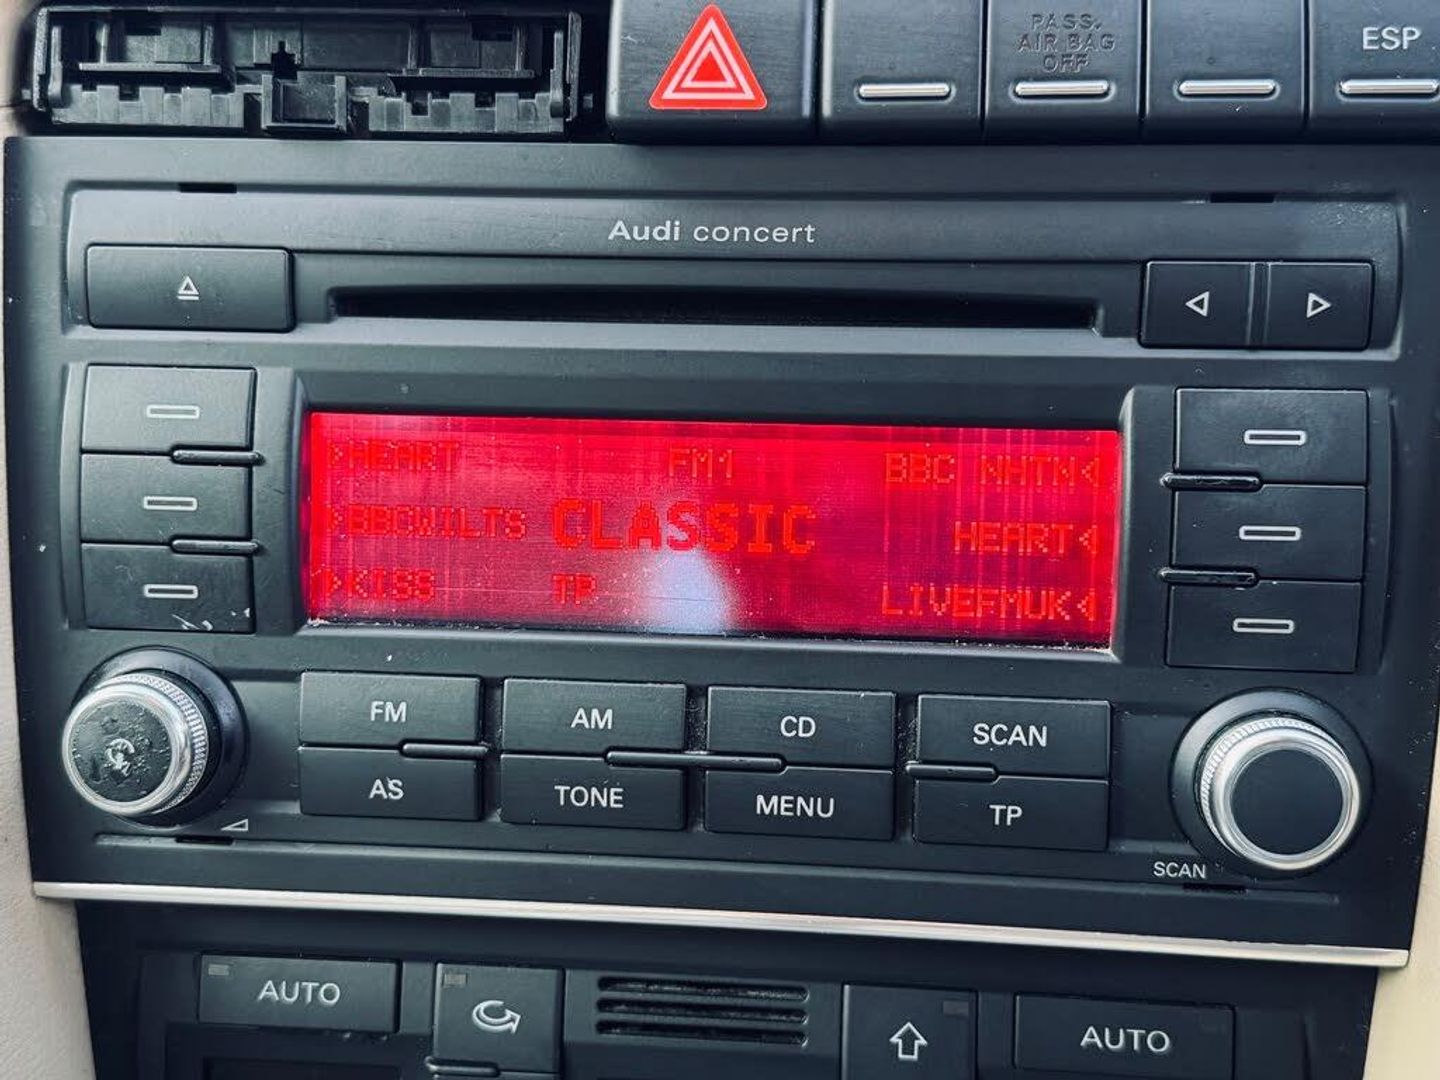 PASS.
AIR BAG
OFF
ESP
Audi concert
HEART FM1 BBC NHTN
BBCWILTS CLASSIC HEART
KISS TP LIVEFMUK
FM AM CD SCAN
AS TONE MENU TP
SCAN
AUTO AUTO